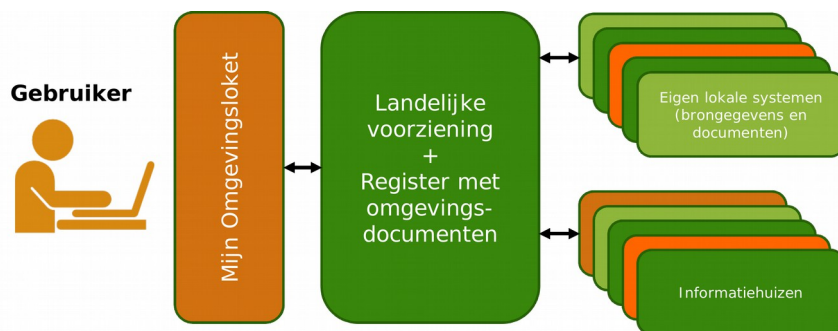 Gebruiker
Mijn Omgevingsloket
Landelijke
voorziening
+
Register met
omgevings-
documenten
Eigen lokale systemen
(brongegevens en
documenten)
Informatiehuizen